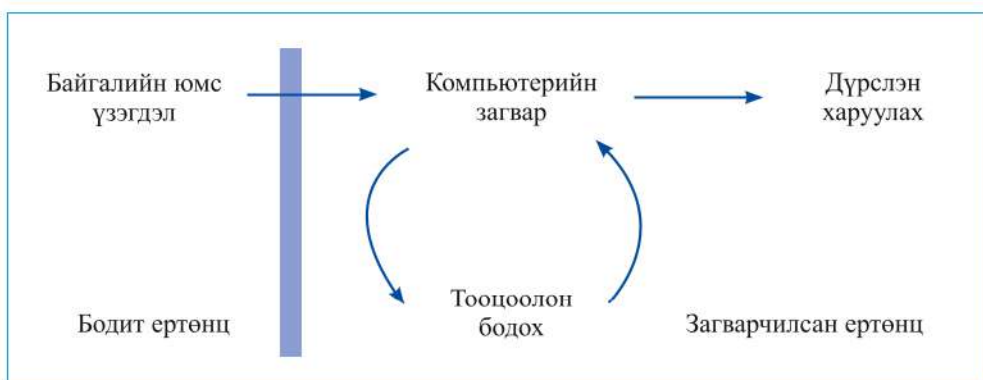 Байгалийн юмс
үзэгдэл
Компьютерийн
загвар
Дүрслэн
харуулах
Бодит ертөнц
Тооцоолон
бодох
Загварчилсан ертөнц